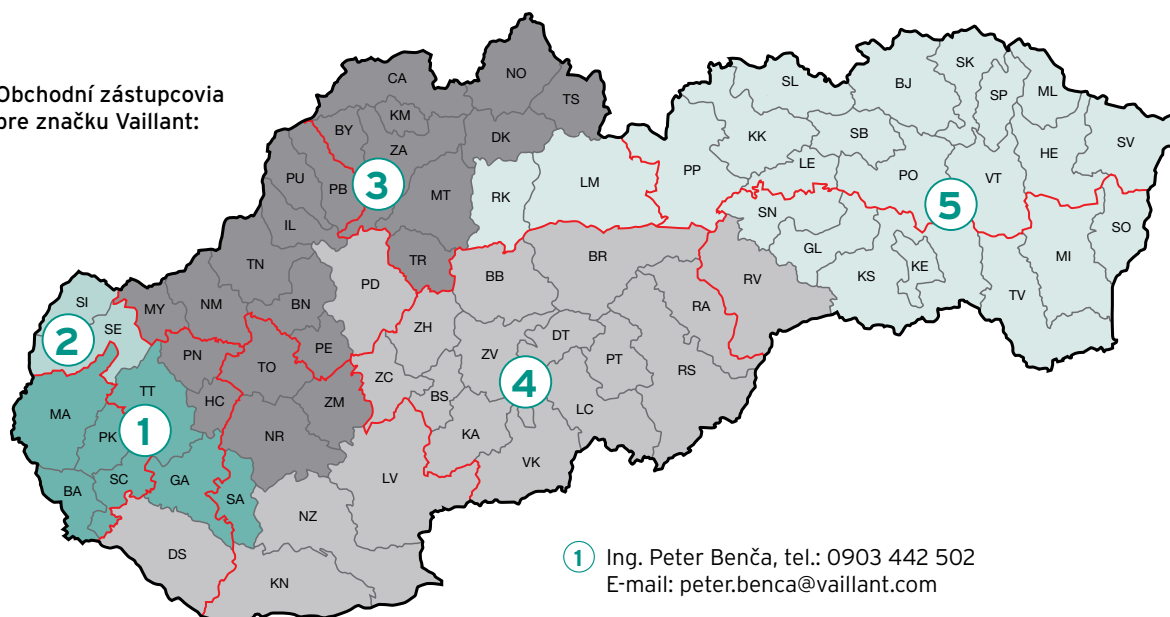 Obchodní zástupcovia
pre značku Vaillant:
NO
CA
TS
KM
BY
DK
ZA
PU
PB
3
MT
RK
LM
IL
TR
TN
BN
PD
MY
NM
SI
SE
2
PN
TO
PE
HC
ZM
TT
MA
1
PK
NR
SC
GA
BA
SA
DS
NZ
KN
LV
BB
BR
ZH
ZV
DT
ZC
BS
4
PT
RA
RV
RS
LC
KA
VK
SL
BJ
SK
SP
ML
KK
SB
HE
SV
PP
LE
PO
VT
5
SN
GL
KS
KE
TV
MI
SO
1 Ing. Peter Benča, tel.: 0903 442 502
E-mail: peter.benca@vaillant.com